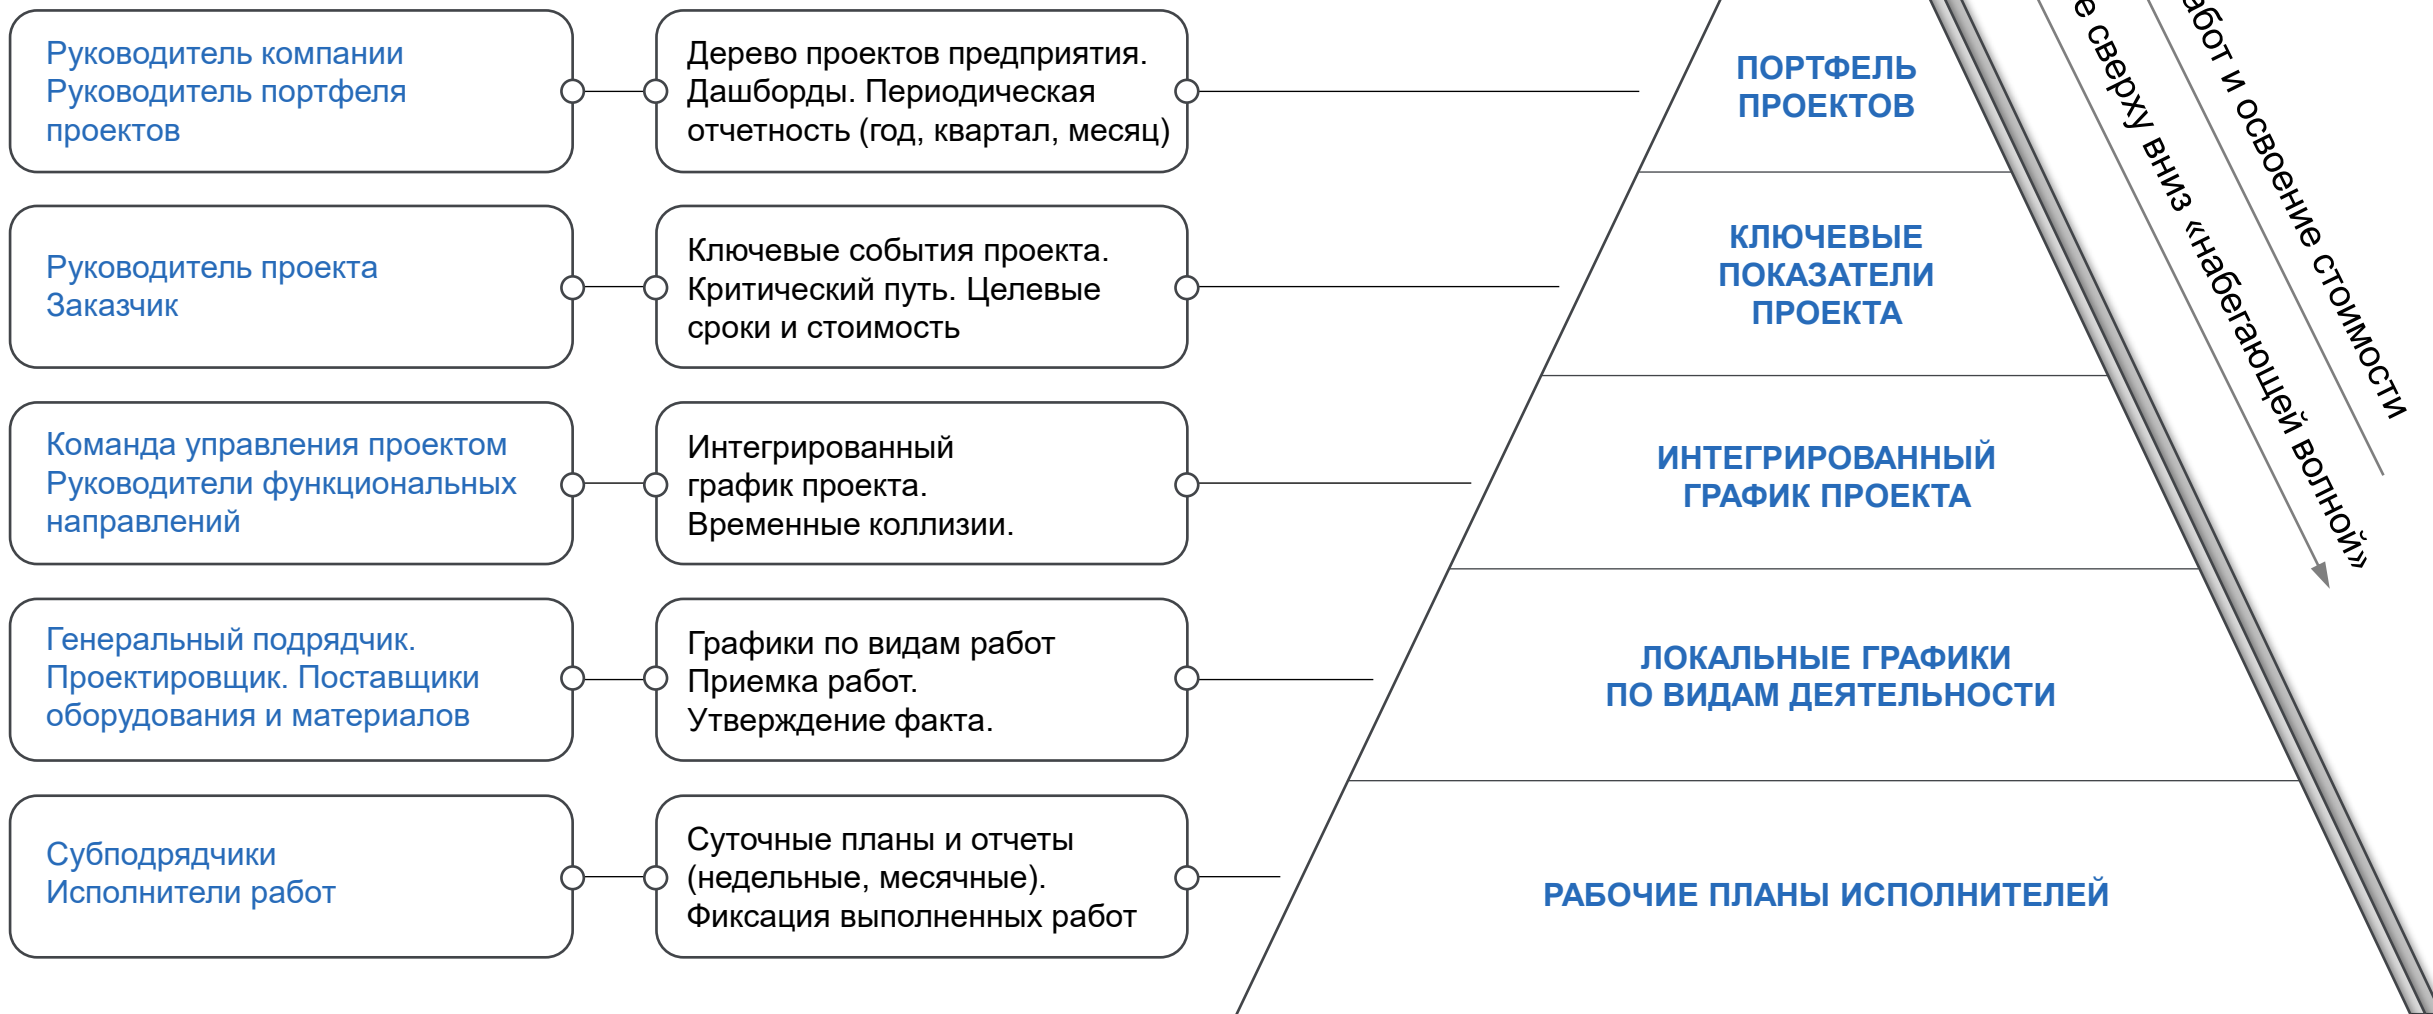 Руководитель компании
Руководитель портфеля
проектов
Дерево проектов предприятия.
Дашборды. Периодическая
отчетность (год, квартал, месяц)
ПОРТФЕЛЬ
ПРОЕКТОВ
Руководитель проекта
Заказчик
Ключевые события проекта.
Критический путь. Целевые
сроки и стоимость
КЛЮЧЕВЫЕ
ПОКАЗАТЕЛИ
ПРОЕКТА
Команда управления проектом
Руководители функциональных
направлений
Интегрированный
график проекта.
Временные коллизии.
ИНТЕГРИРОВАННЫЙ
ГРАФИК ПРОЕКТА
Генеральный подрядчик.
Проектировщик. Поставщики
оборудования и материалов
Графики по видам работ
Приемка работ.
Утверждение факта.
ЛОКАЛЬНЫЕ ГРАФИКИ
ПО ВИДАМ ДЕЯТЕЛЬНОСТИ
Субподрядчики
Исполнители работ
Суточные планы и отчеты
(недельные, месячные).
Фиксация выполненных работ
РАБОЧИЕ ПЛАНЫ ИСПОЛНИТЕЛЕЙ
е сверху вниз «набегающей волной»
абот и освоение стоимости